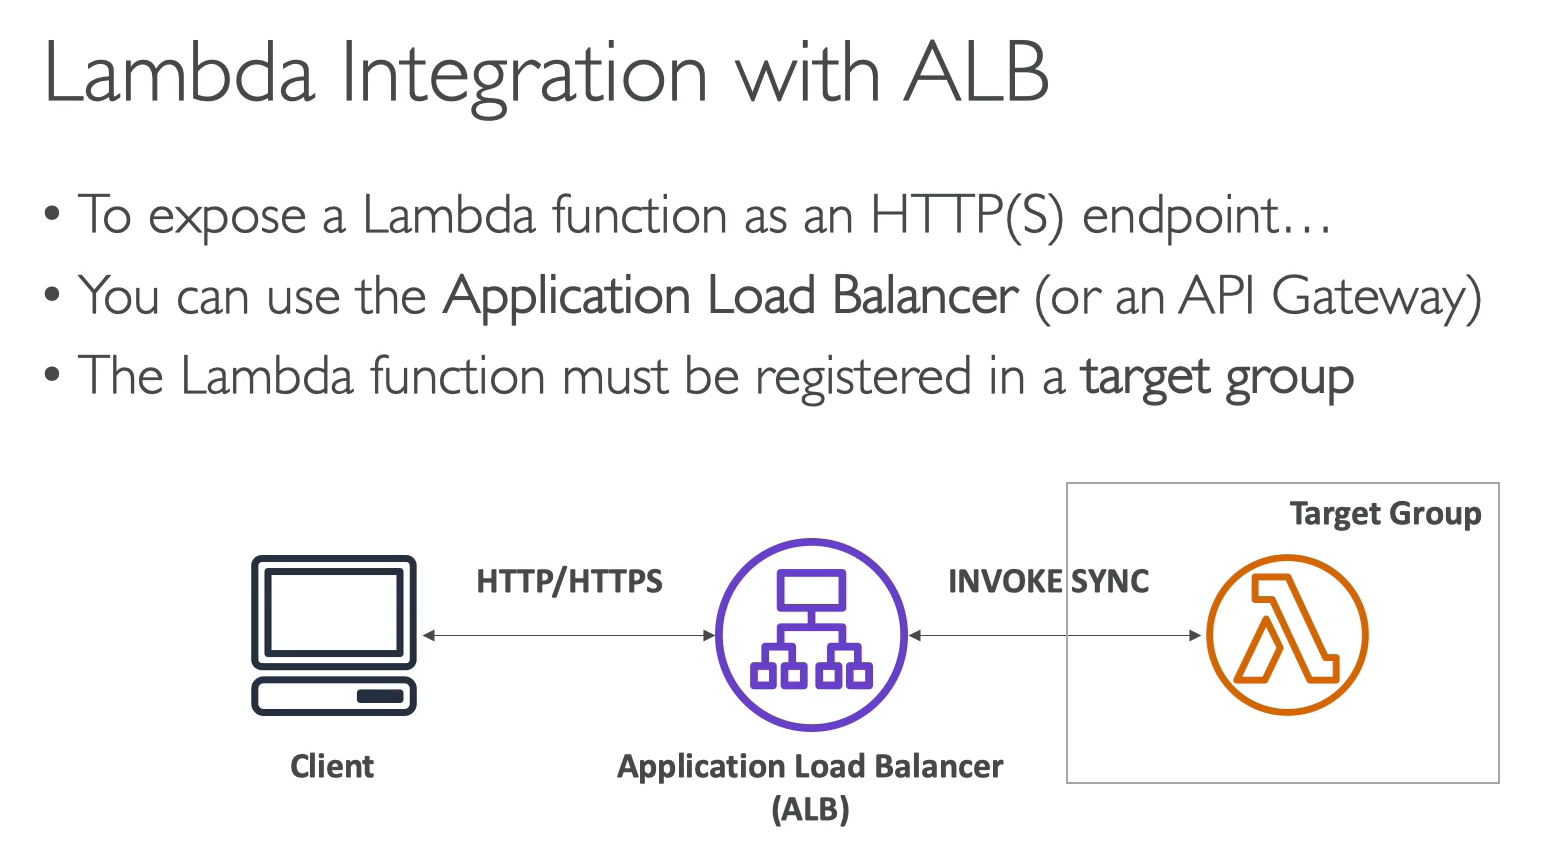 Lambda Integration with ALB
• To expose a Lambda function as an HTTP(S) endpoint…
• You can use the Application Load Balancer (or an API Gateway)
• The Lambda function must be registered in a target group
Target Group
HTTP/HTTPS
INVOKE SYNC
Client
Application Load Balancer
(ALB)